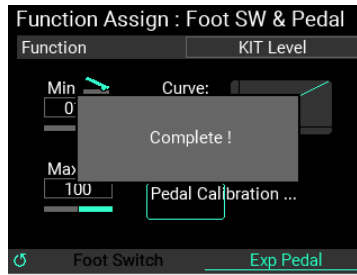 Function Assign : Foot SW & Pedal
Function KIT Level
Min Curve:
0
Complete !
Max
100 Pedal Calibration ...
Foot Switch Exp Pedal